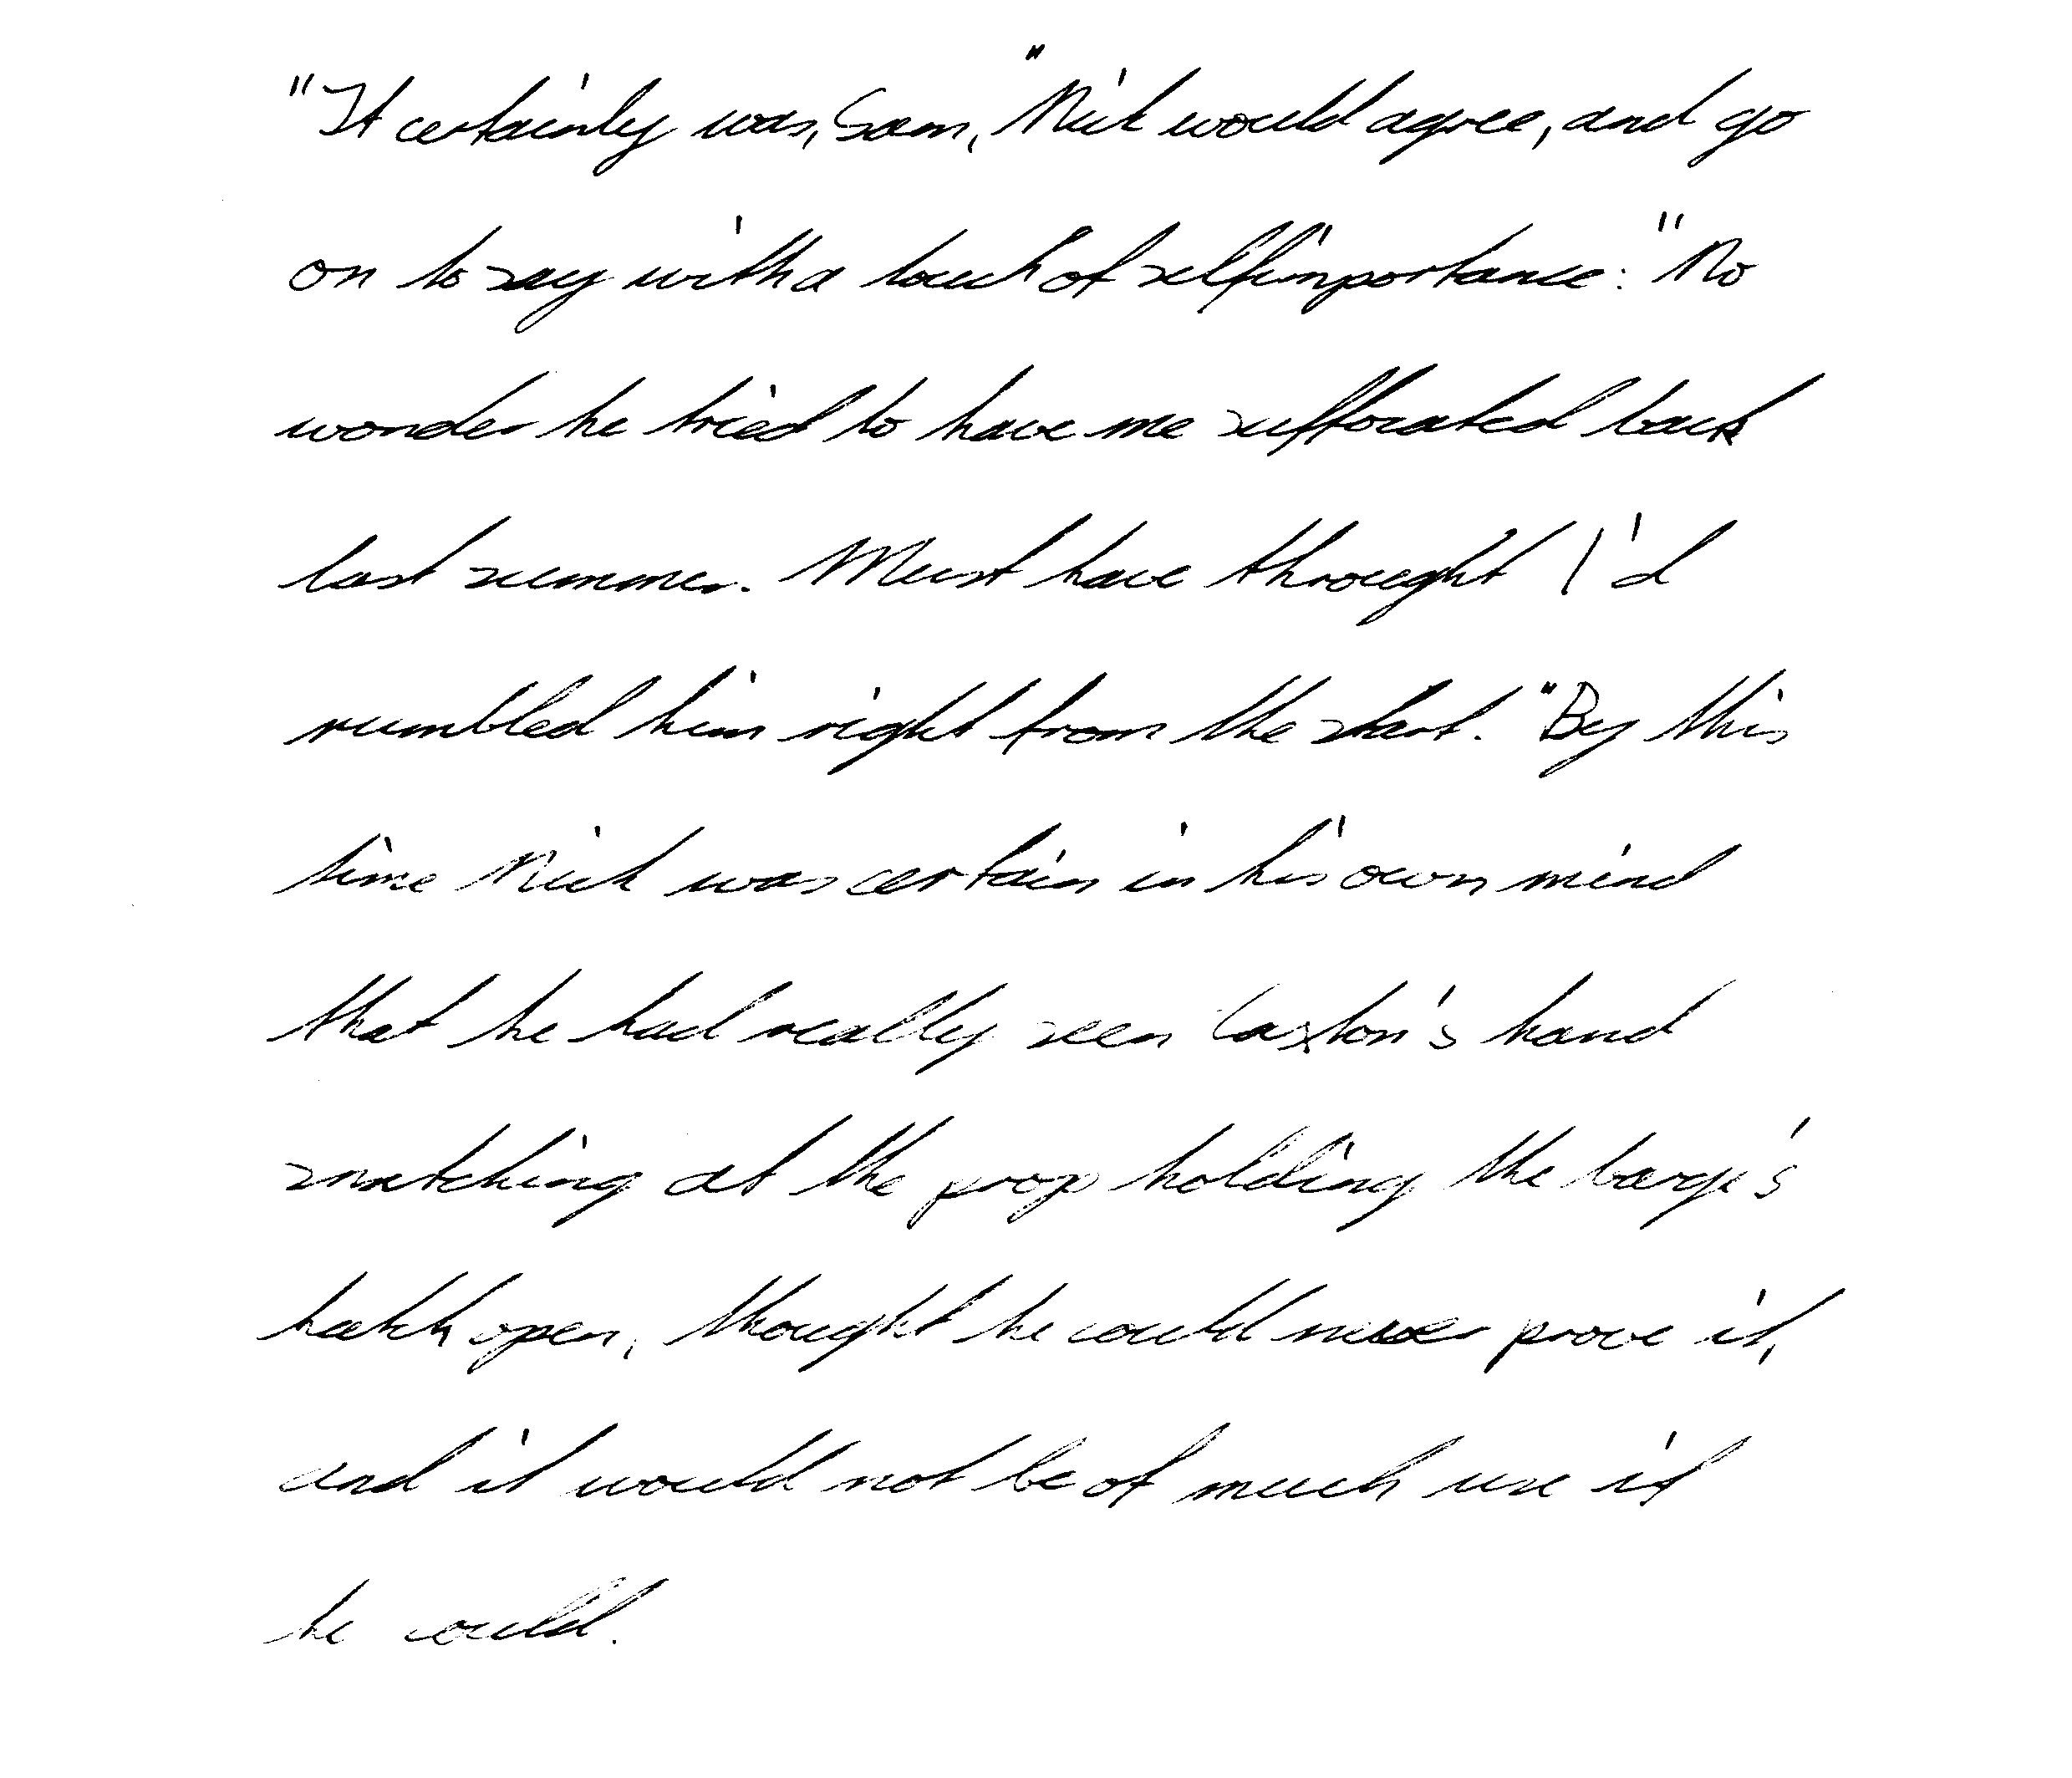 "It certainly was, Sam," Nick would agree, and go
on to say with a touch of selfimportance: "No
wonder he tried to have me suffocated back
last summer. Must have throught I'd
rumbled him right from the start." By this
time Nick was certain in his own mind
that he had really seen Caxton's hand
snatching at the prop holding the barge's
hatch open, thought he could never prove it,
and it would not be of much use if
he could.